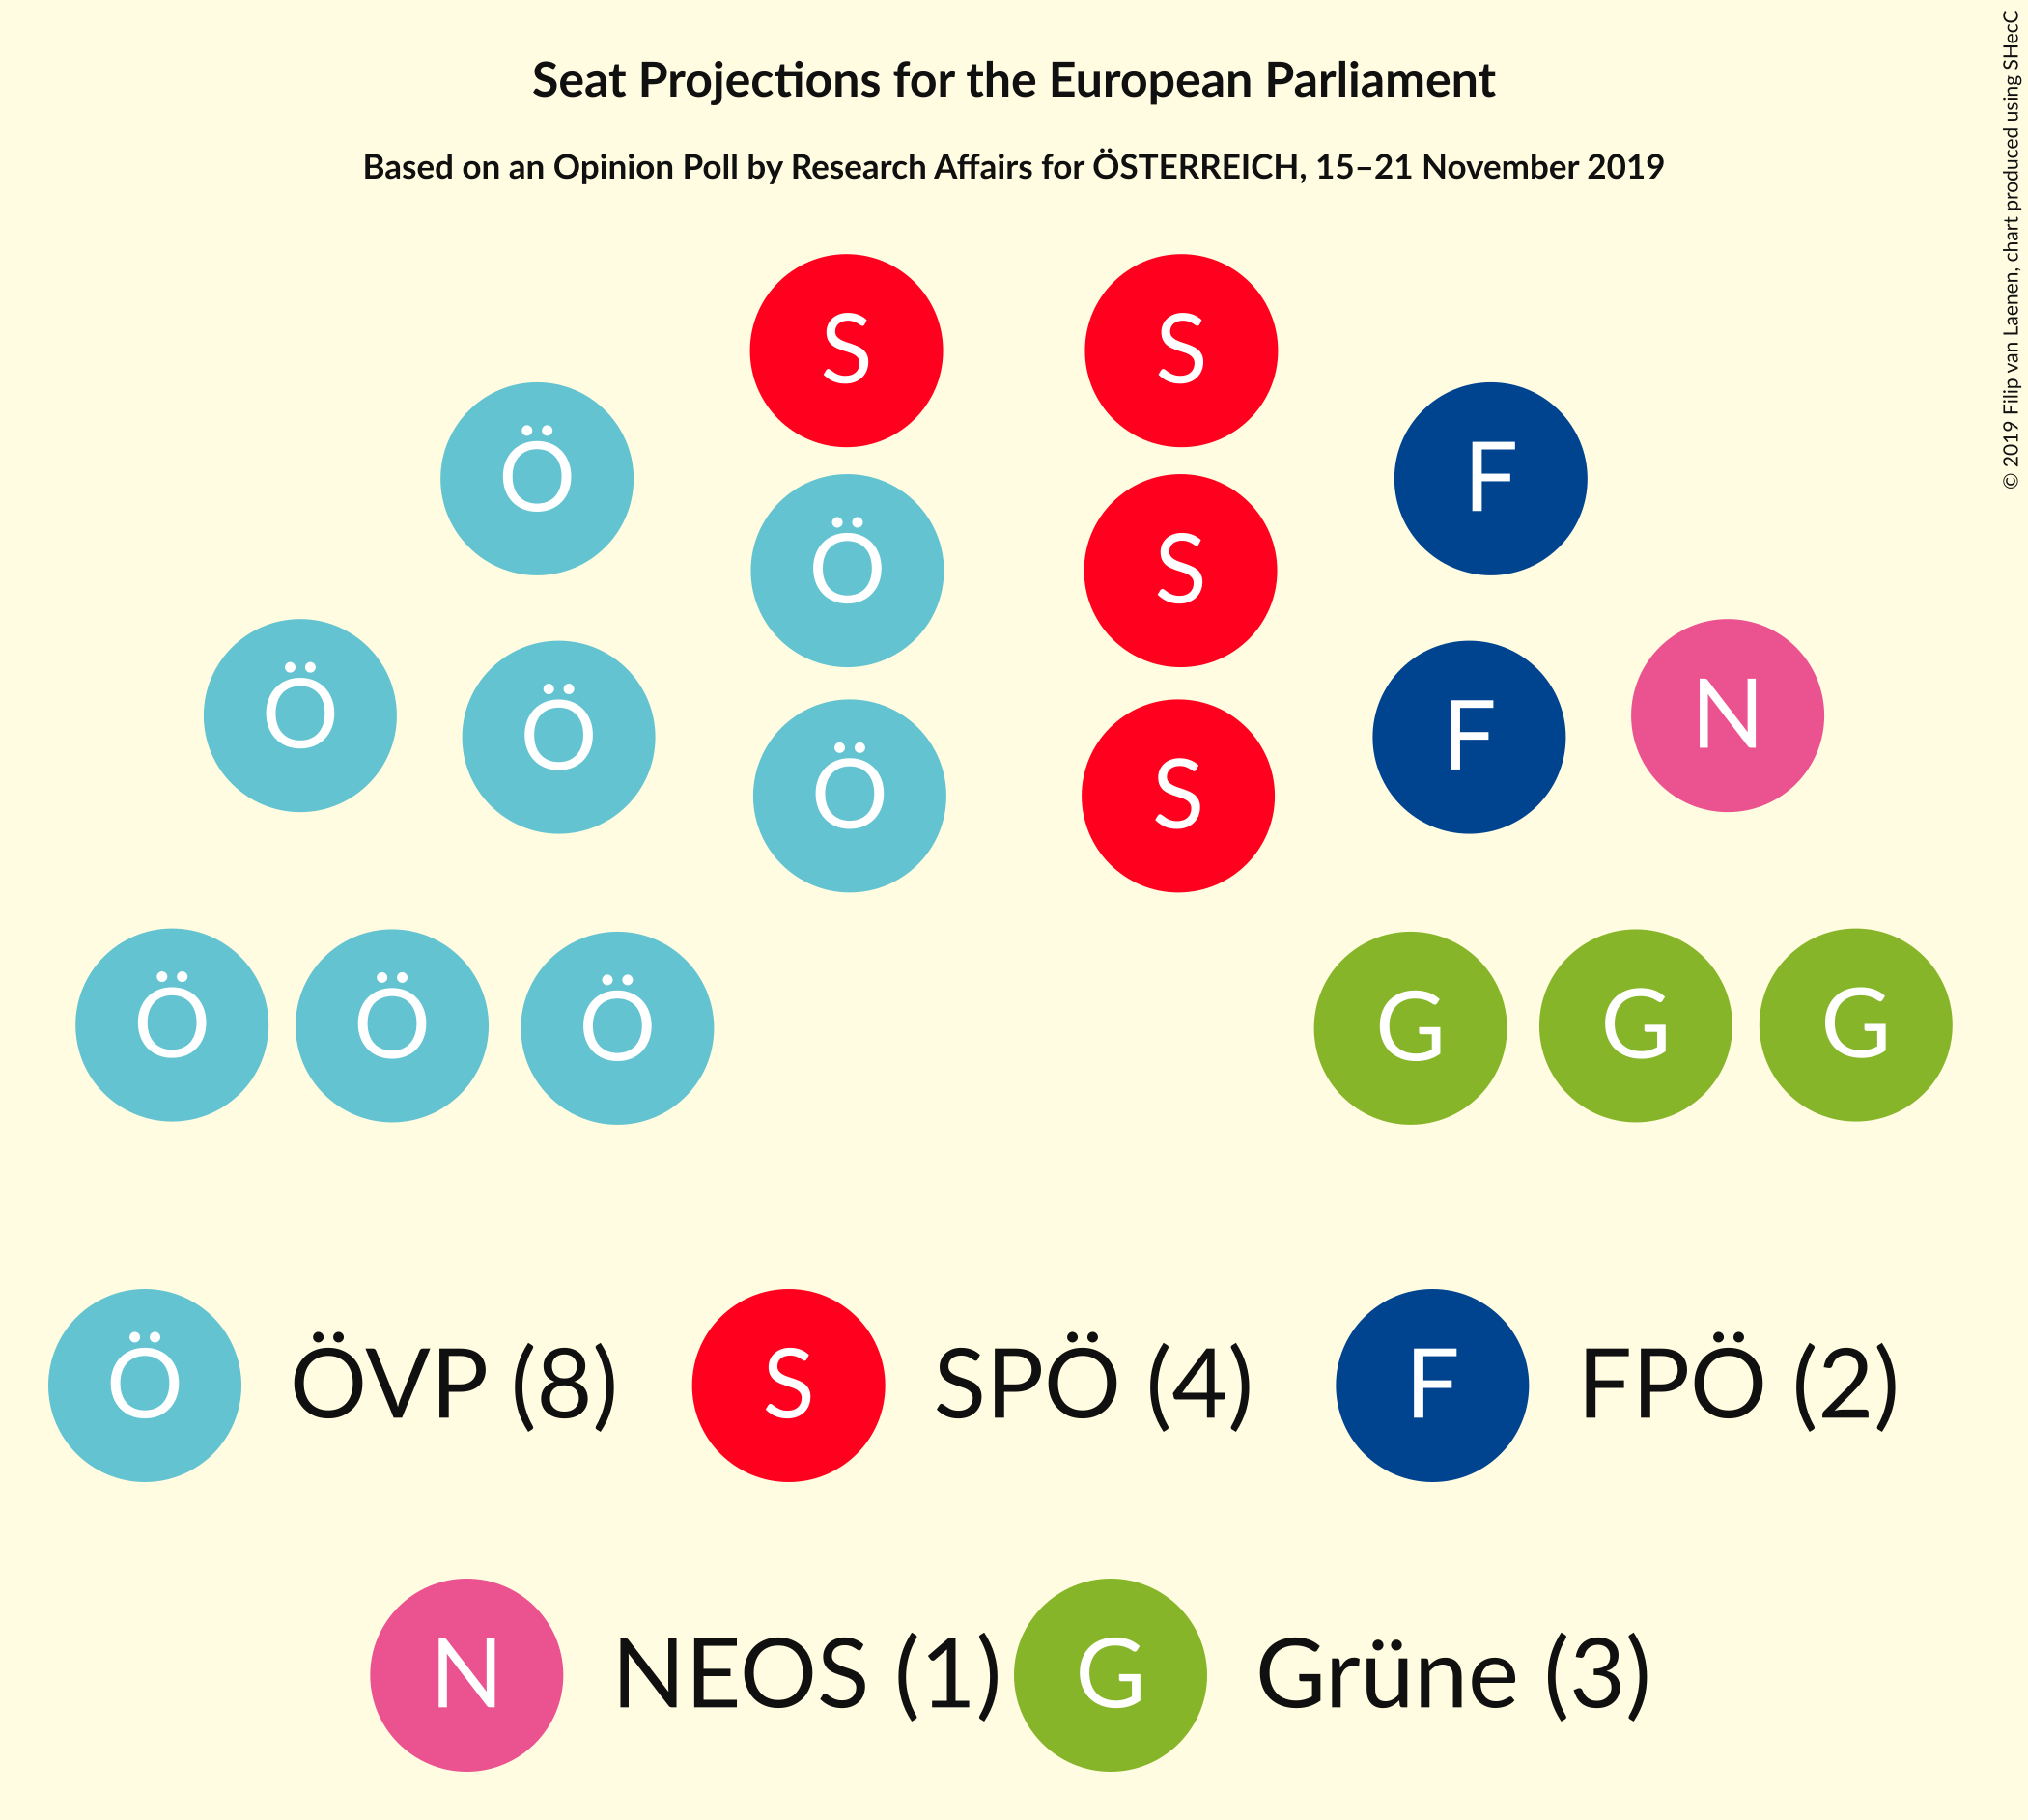 Seat Projections for the European Parliament
Based on an Opinion Poll by Research Affairs for ÖSTERREICH, 15–21 November 2019
© 2019 Filip van Laenen, chart produced using SHecC
S S
Ö F
Ö S
Ö N
Ö F
Ö S
Ö Ö Ö G G G
Ö ÖVP (8) S SPÖ (4) F FPÖ (2)
N NEOS (1) G Grüne (3)